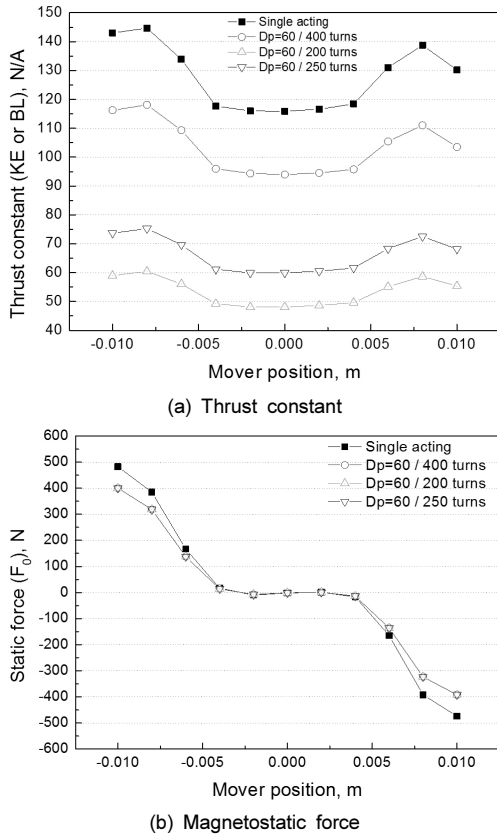 Thrust constant (KE or BL), N/A
150
140
130
120
110
100
90
80
70
60
50
40
Single acting
Dp=60 / 400 turns
Dp=60 / 200 turns
Dp=60 / 250 turns
-0.010
-0.005
0.000
0.005
0.010
Mover position, m
(a) Thrust constant
Static force (F0), N
600
500
400
300
200
100
0
-100
-200
-300
-400
-500
-600
Single acting
Dp=60 / 400 turns
Dp=60 / 200 turns
Dp=60 / 250 turns
-0.010
-0.005
0.000
0.005
0.010
Mover position, m
(b) Magnetostatic force